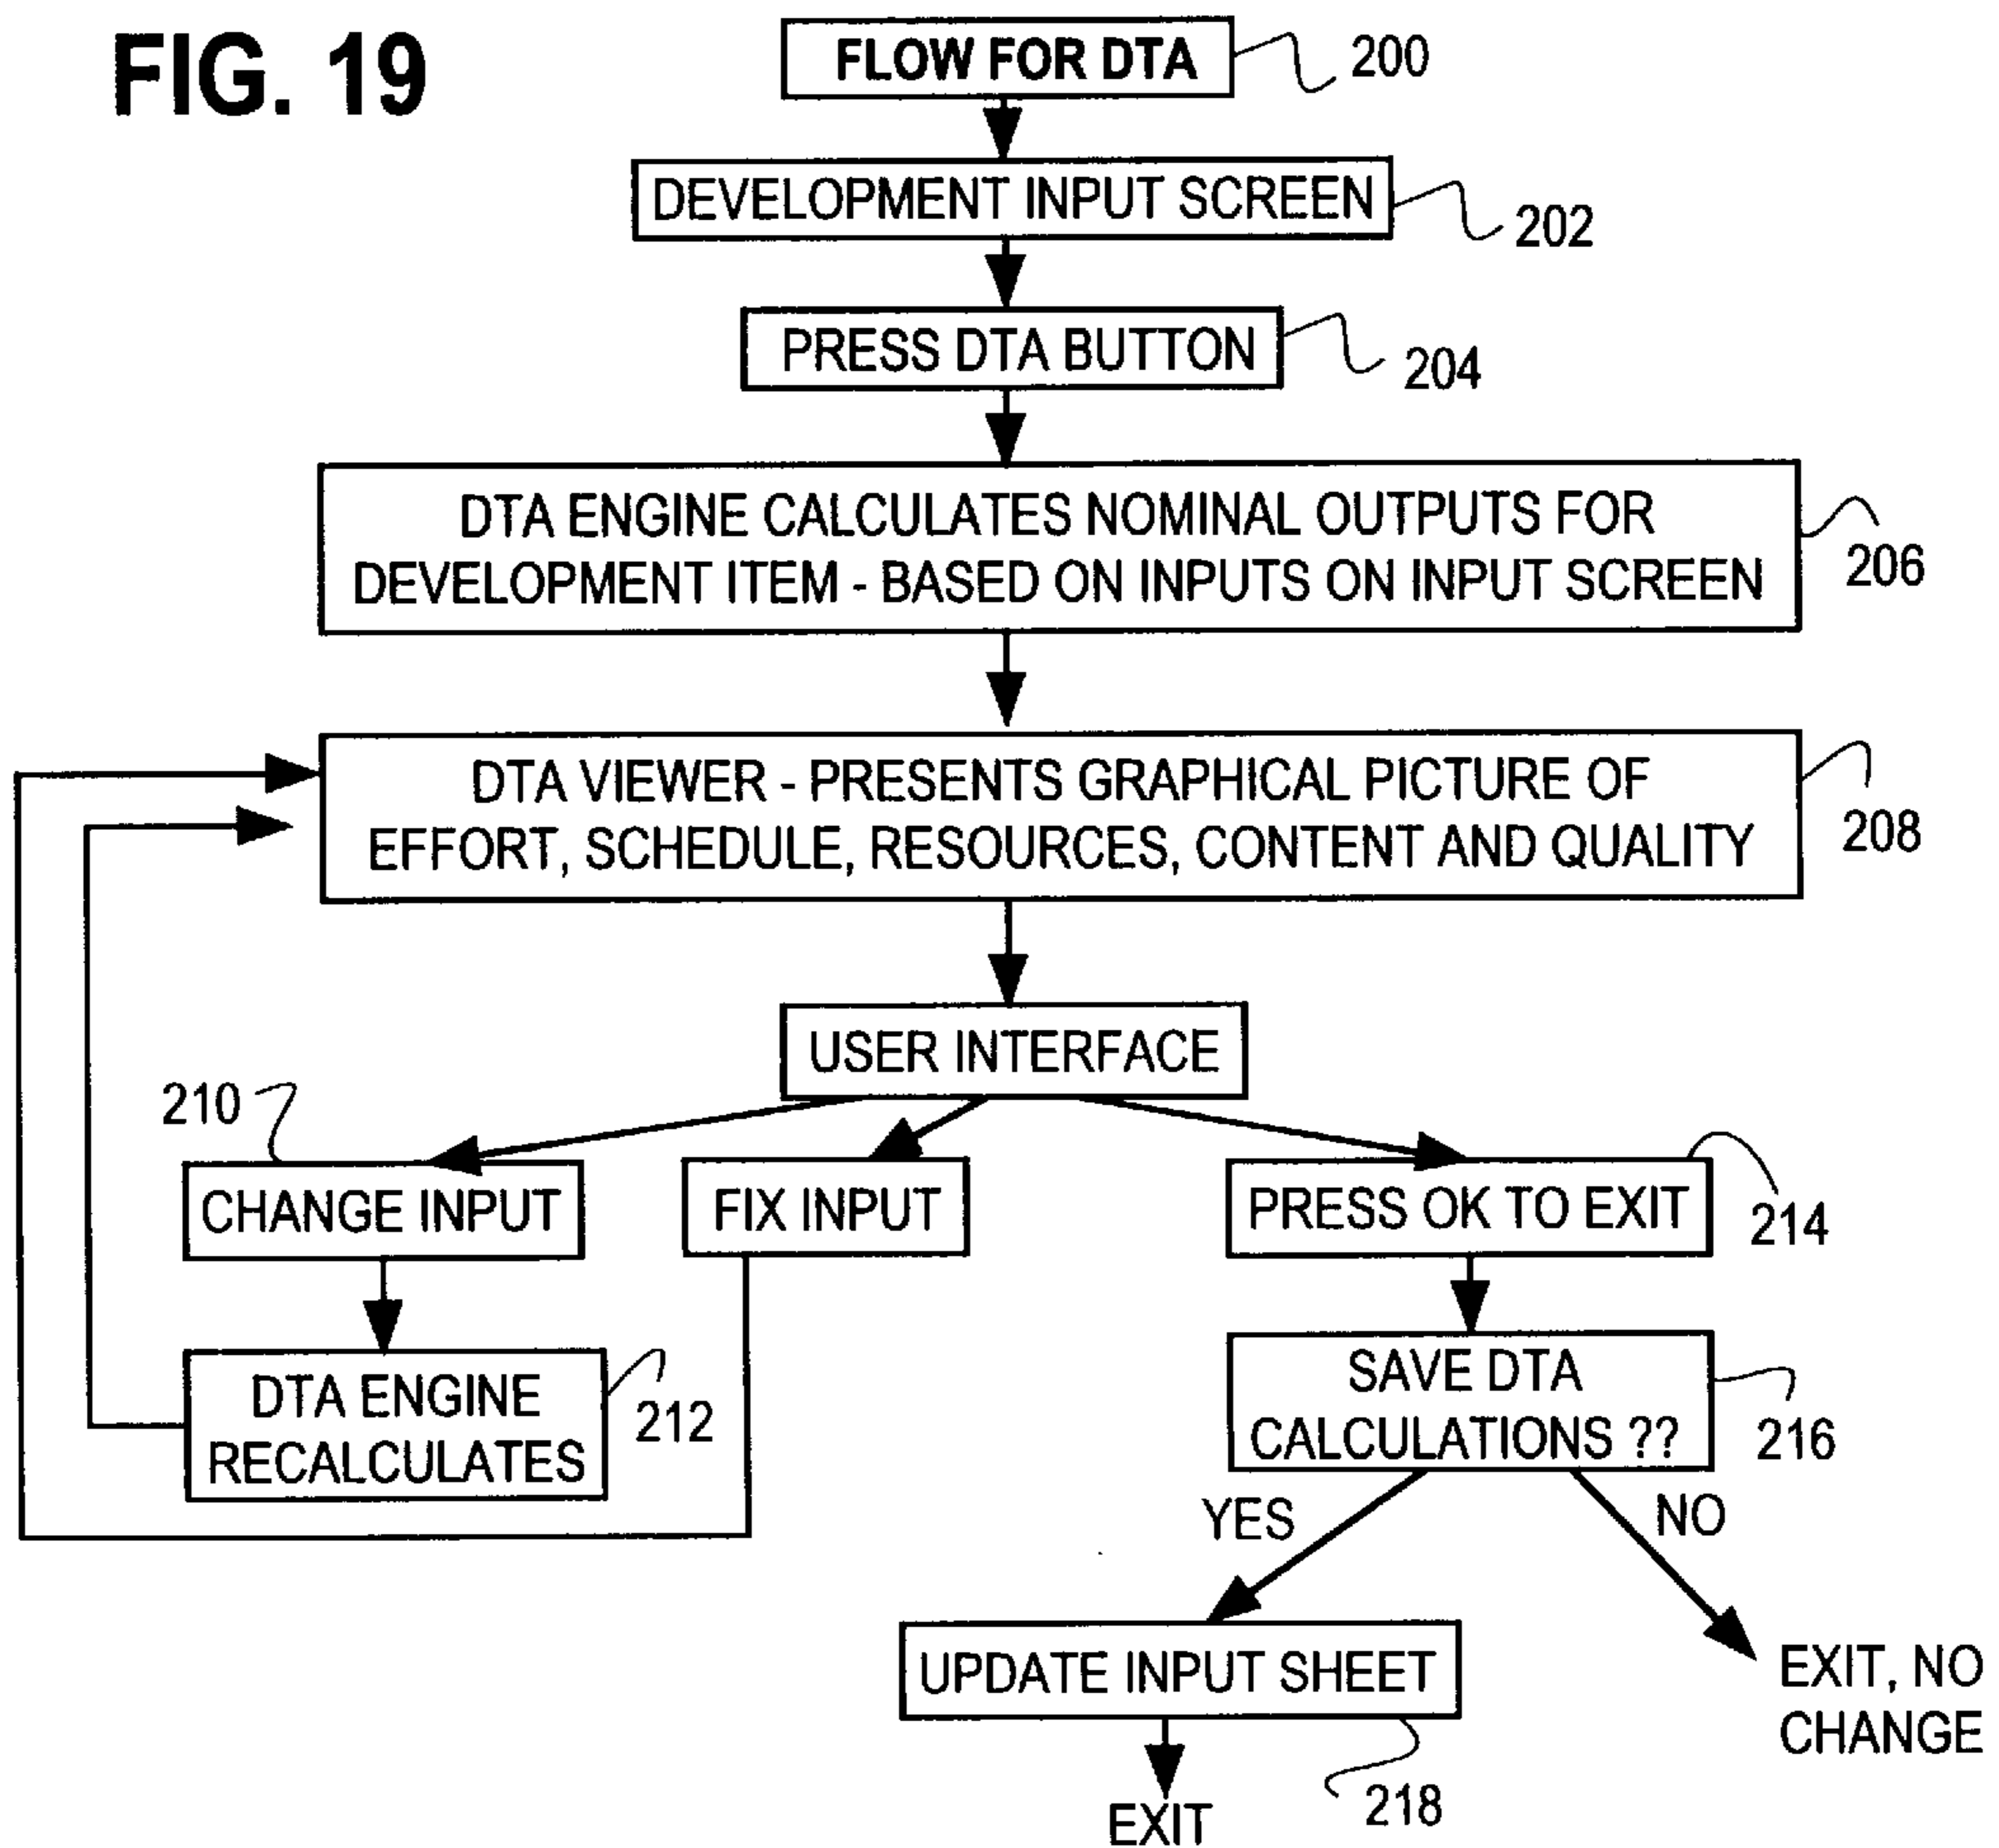 FIG. 19
FLOW FOR DTA
200
DEVELOPMENT INPUT SCREEN
202
PRESS DTA BUTTON
204
DTA ENGINE CALCULATES NOMINAL OUTPUTS FOR
DEVELOPMENT ITEM - BASED ON INPUTS ON INPUT SCREEN
206
DTA VIEWER - PRESENTS GRAPHICAL PICTURE OF
EFFORT, SCHEDULE, RESOURCES, CONTENT AND QUALITY
208
USER INTERFACE
210
CHANGE INPUT
FIX INPUT
PRESS OK TO EXIT
214
DTA ENGINE
RECALCULATES
212
SAVE DTA
CALCULATIONS ??
216
YES
NO
UPDATE INPUT SHEET
218
EXIT, NO
CHANGE
EXIT